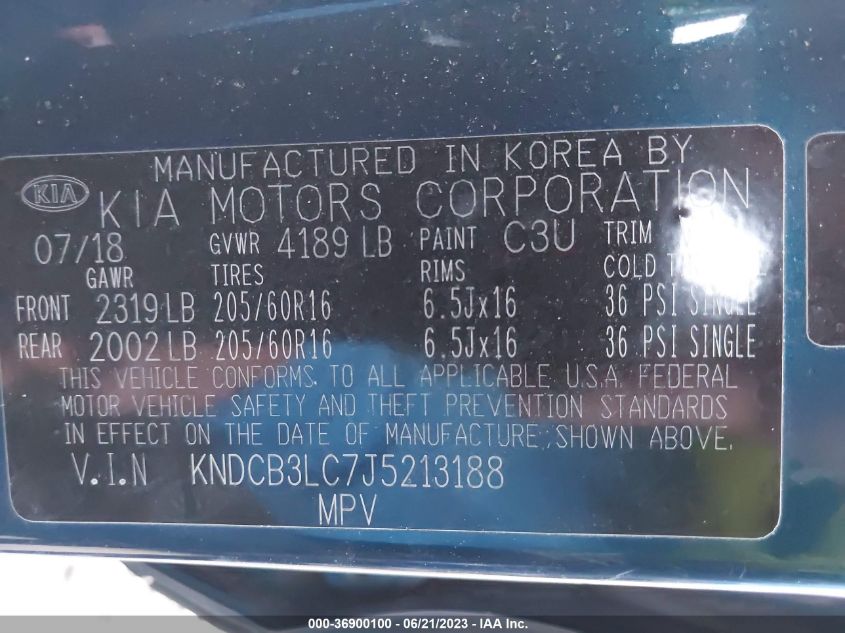 MANUFACTURED IN KOREA BY
KIA KIA MOTORS CORPORATION
07/18 GVWR 4189 LB PAINT C3U TRIM
GAWR TIRES RIMS COLD
FRONT 2319 LB 205/60R16 6.5Jx16 36 PSI SINGLE
REAR 2002 LB 205/60R16 6.5Jx16 36 PSI SINGLE
THIS VEHICLE CONFORMS TO ALL APPLICABLE U.S.A. FEDERAL
MOTOR VEHICLE SAFETY AND THEFT PREVENTION STANDARDS
IN EFFECT ON THE DATE OF MANUFACTURE, SHOWN ABOVE.
V.I.N KNDCB3LC7J5213188
MPV
000-36900100 - 06/21/2023 - IAA Inc.